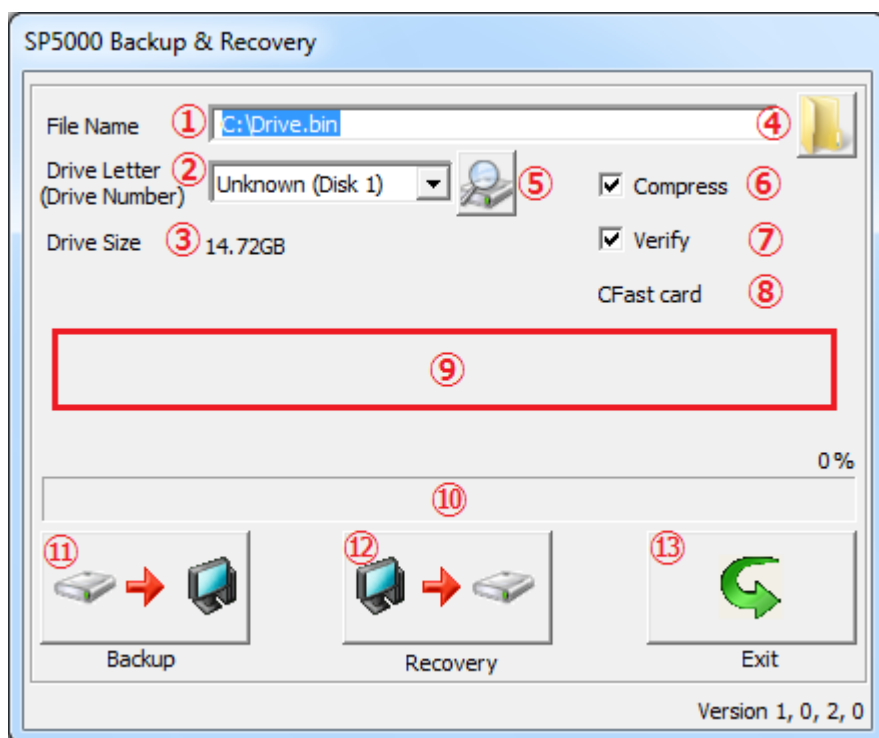 SP5000 Backup & Recovery
File Name ① C:\Drive.bin ④
Drive Letter ② Unknown (Disk 1) ⑤ Compress ⑥
(Drive Number)
Drive Size ③ 14.72GB Verify ⑦
CFast card ⑧
⑨
0%
⑩
⑪ ⑫ ⑬
Backup Recovery Exit
Version 1, 0, 2, 0